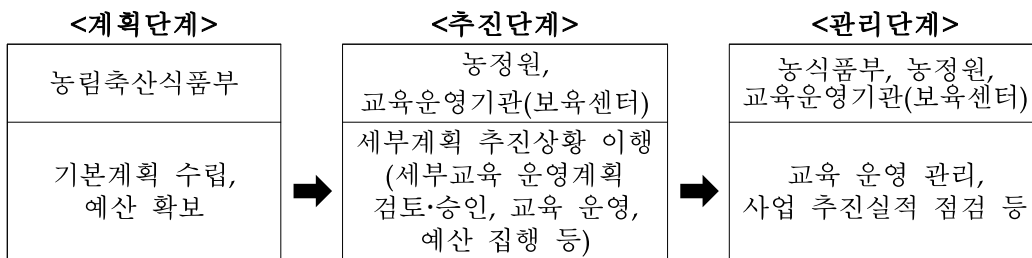 <계획단계>
농림축산식품부
기본계획 수립,
예산 확보
<추진단계>
농정원,
교육운영기관(보육센터)
세부계획 추진상황 이행
(세부교육 운영계획
검토·승인, 교육 운영,
예산 집행 등)
<관리단계>
농식품부, 농정원,
교육운영기관(보육센터)
교육 운영 관리,
사업 추진실적 점검 등